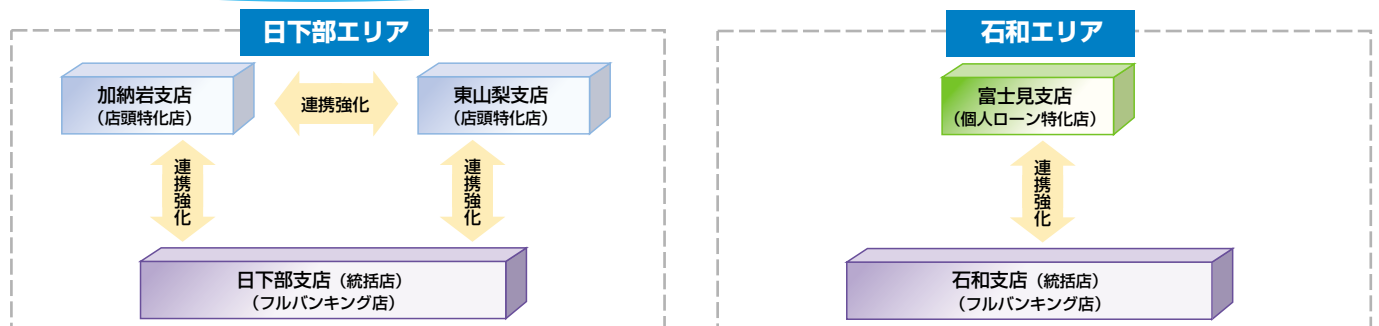 日下部エリア
加納岩支店
（店頭特化店）
連携強化
東山梨支店
（店頭特化店）
連携強化
連携強化
日下部支店（統括店）
（フルバンキング店）
石和エリア
富士見支店
（個人ローン特化店）
連携強化
石和支店（統括店）
（フルバンキング店）